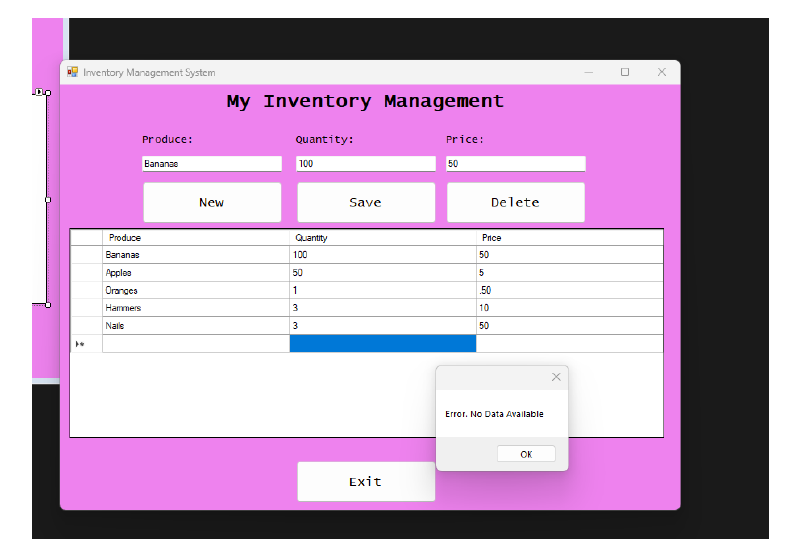 Inventory Management System
My Inventory Management
Produce: Quantity: Price:
Bananas 100 50
New Save Delete
Produce Quantity Price
Bananas 100 50
Apples 50 5
Oranges 1 .50
Hammers 3 10
Nails 3 50
Error. No Data Available
OK
Exit